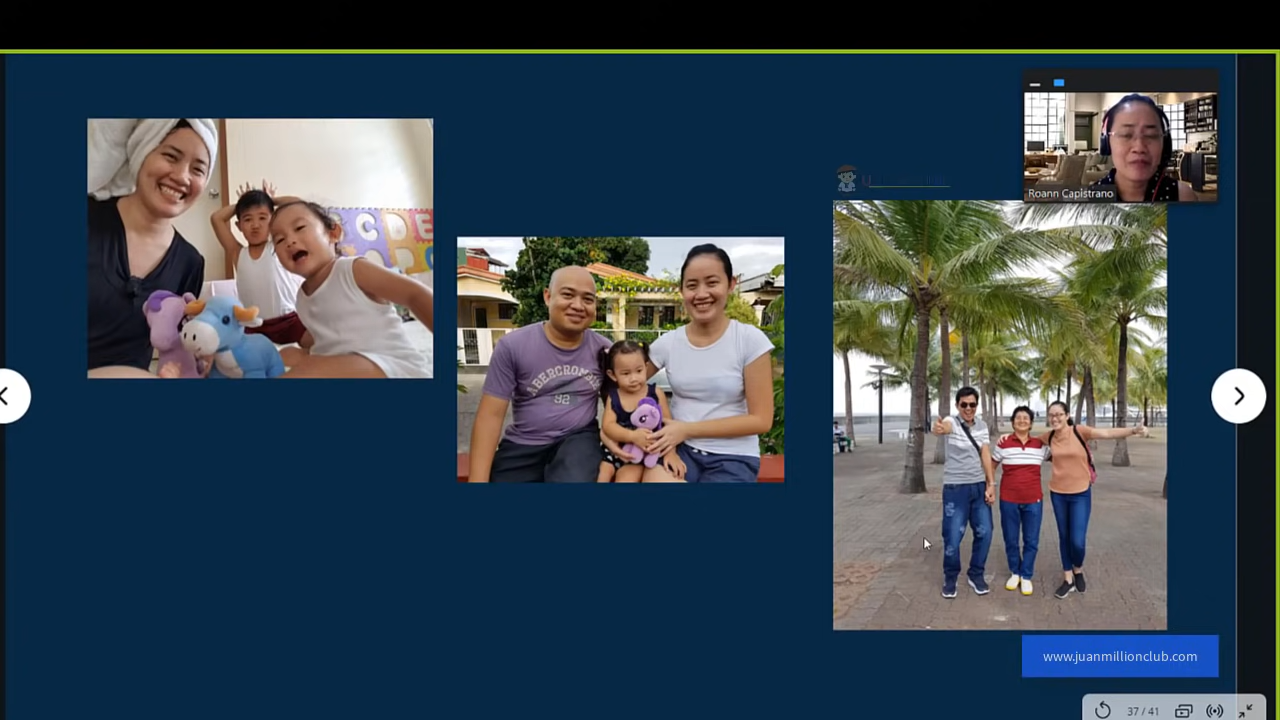 Roann Capistrano
ABERCROMBIE
92
C D E
www.juanmillionclub.com
37 / 41